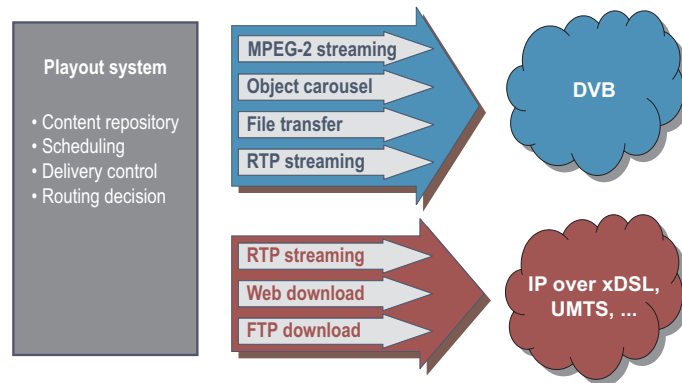 Playout system
• Content repository
• Scheduling
• Delivery control
• Routing decision
MPEG-2 streaming
Object carousel
File transfer
RTP streaming
DVB
RTP streaming
Web download
FTP download
IP over xDSL,
UMTS, ...